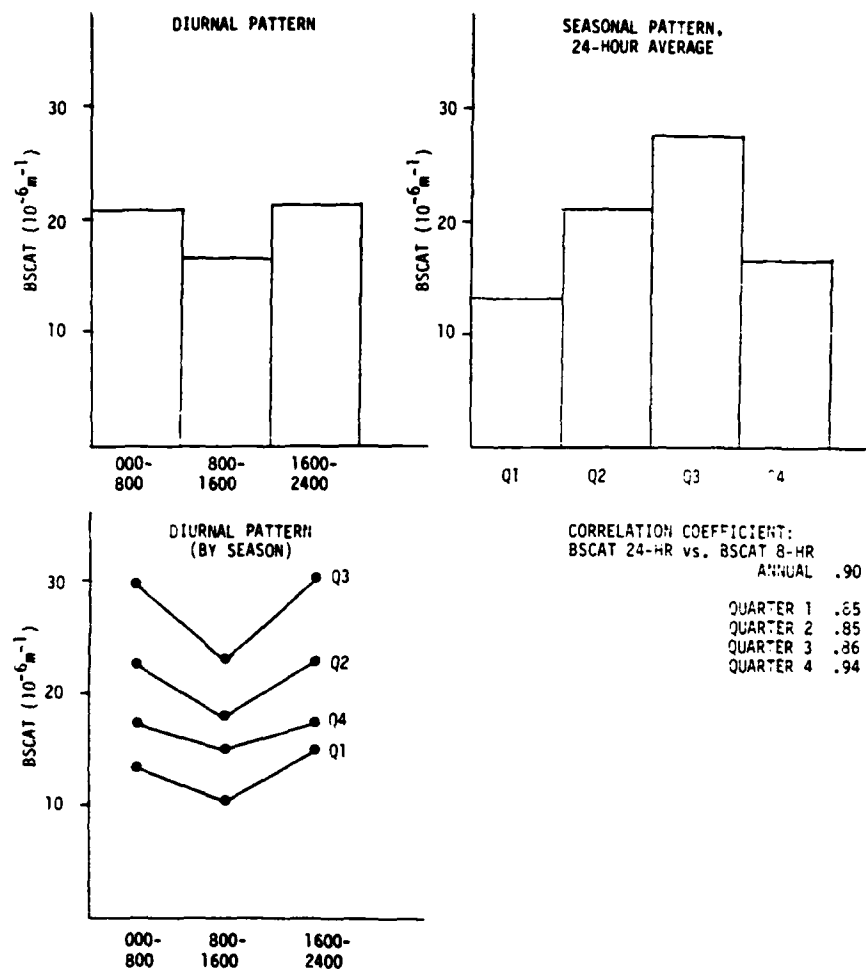 DIURNAL PATTERN
30
20
10
BSCAT (10⁻⁶m⁻¹)
000-
800
800-
1600
1600-
2400
SEASONAL PATTERN,
24-HOUR AVERAGE
30
20
10
BSCAT (10⁻⁶m⁻¹)
Q1
Q2
Q3
DIURNAL PATTERN
(BY SEASON)
30
20
10
BSCAT (10⁻⁶m⁻¹)
Q3
Q2
Q4
Q1
000-
800
800-
1600
1600-
2400
CORRELATION COEFFICIENT:
BSCAT 24-HR vs. BSCAT 8-HR
ANNUAL .90
QUARTER 1
QUARTER 2 .85
QUARTER 3 .86
QUARTER 4 .94